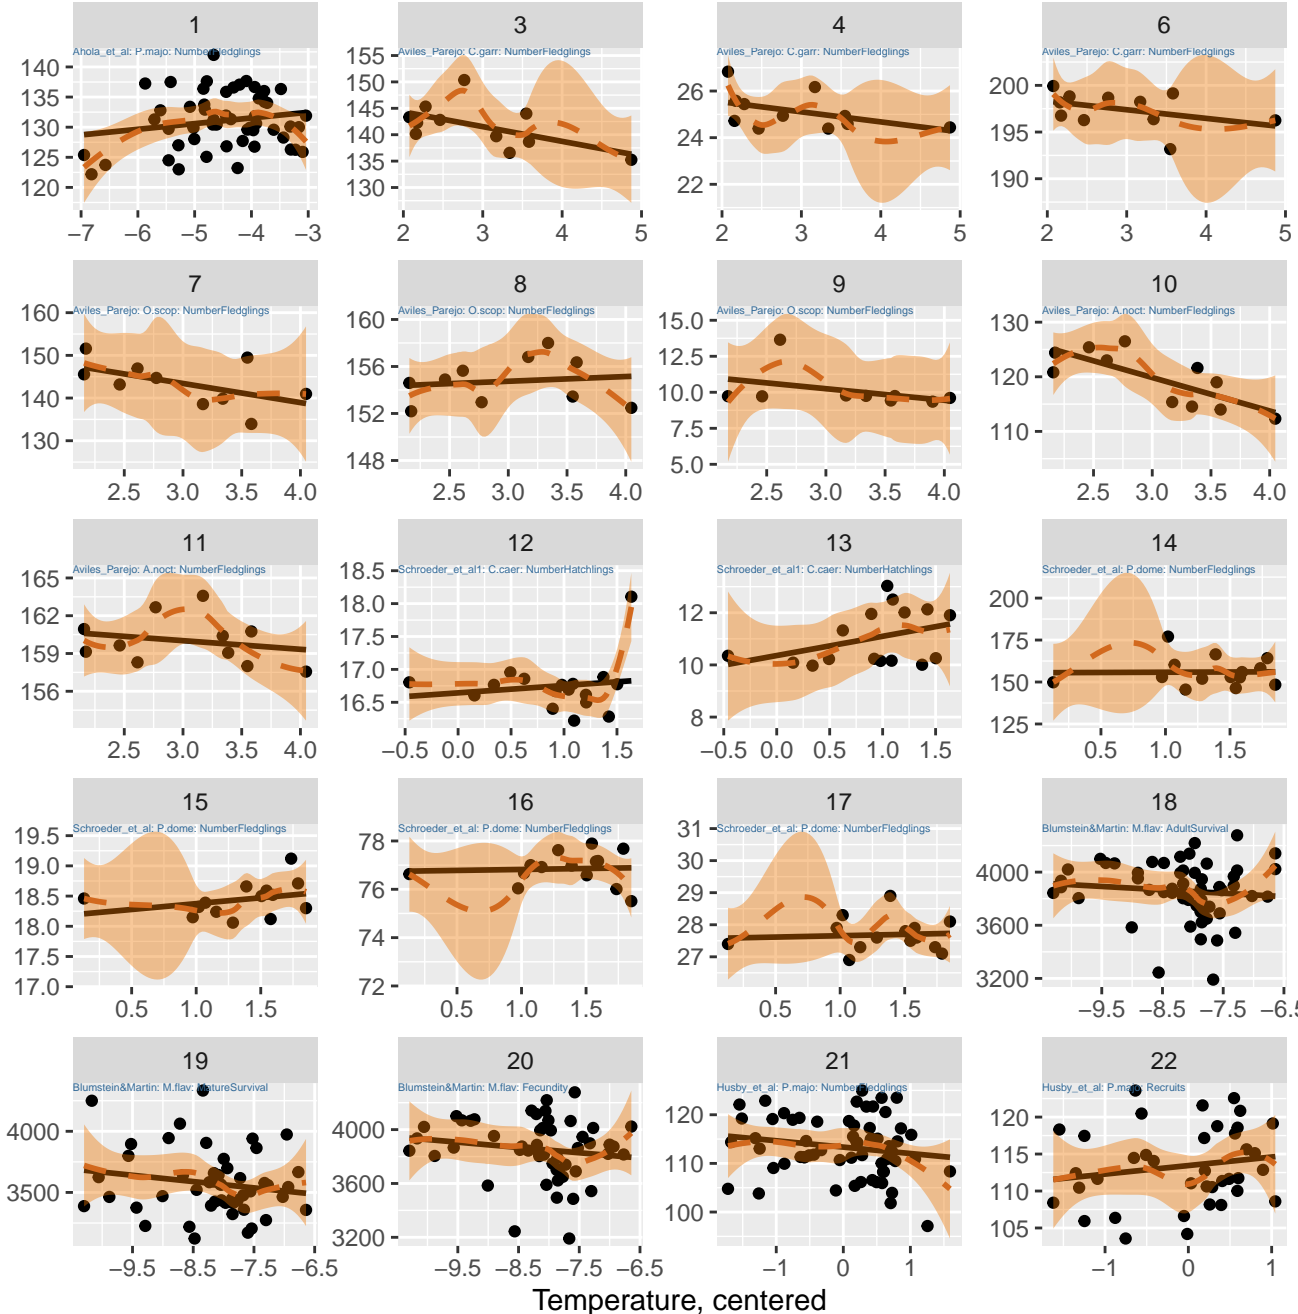 1 3 4 6
Ahola_et_al: P.majo: NumberFledglings Aviles_Parejo: C.garr: NumberFledglings Aviles_Parejo: C.garr: NumberFledglings Aviles_Parejo: C.garr: NumberFledglings
140 135 130 125 120
155 150 145 140 135 130
26 24 22
200 195 190
−7 −6 −5 −4 −3 2 3 4 5 2 3 4 5 2 3 4 5
7 8 9 10
Aviles_Parejo: O.scop: NumberFledglings Aviles_Parejo: O.scop: NumberFledglings Aviles_Parejo: O.scop: NumberFledglings Aviles_Parejo: A.noct: NumberFledglings
160 150 140 130
160 156 152 148
15.0 12.5 10.0 7.5 5.0
130 120 110
2.5 3.0 3.5 4.0 2.5 3.0 3.5 4.0 2.5 3.0 3.5 4.0 2.5 3.0 3.5 4.0
11 12 13 14
Aviles_Parejo: A.noct: NumberFledglings Schroeder_et_al1: C.caer: NumberHatchlings Schroeder_et_al1: C.caer: NumberHatchlings Schroeder_et_al: P.dome: NumberFledglings
165 162 159 156
18.5 18.0 17.5 17.0 16.5
12 10 8
200 175 150 125
2.5 3.0 3.5 4.0 −0.5 0.0 0.5 1.0 1.5 −0.5 0.0 0.5 1.0 1.5 0.5 1.0 1.5
15 16 17 18
Schroeder_et_al: P.dome: NumberFledglings Schroeder_et_al: P.dome: NumberFledglings Schroeder_et_al: P.dome: NumberFledglings Blumstein&Martin: M.flav: AdultSurvival
19.5 19.0 18.5 18.0 17.5 17.0
78 76 74 72
31 30 29 28 27
4000 3600 3200
0.5 1.0 1.5 0.5 1.0 1.5 0.5 1.0 1.5 −9.5 −8.5 −7.5 −6.5
19 20 21 22
Blumstein&Martin: M.flav: MatureSurvival Blumstein&Martin: M.flav: Fecundity Husby_et_al: P.majo: NumberFledglings Husby_et_al: P.majo: Recruits
4000 3500
4000 3600 3200
120 110 100
120 115 110 105
−9.5 −8.5 −7.5 −6.5 −9.5 −8.5 −7.5 −6.5 −1 0 1 −1 0 1
Temperature, centered